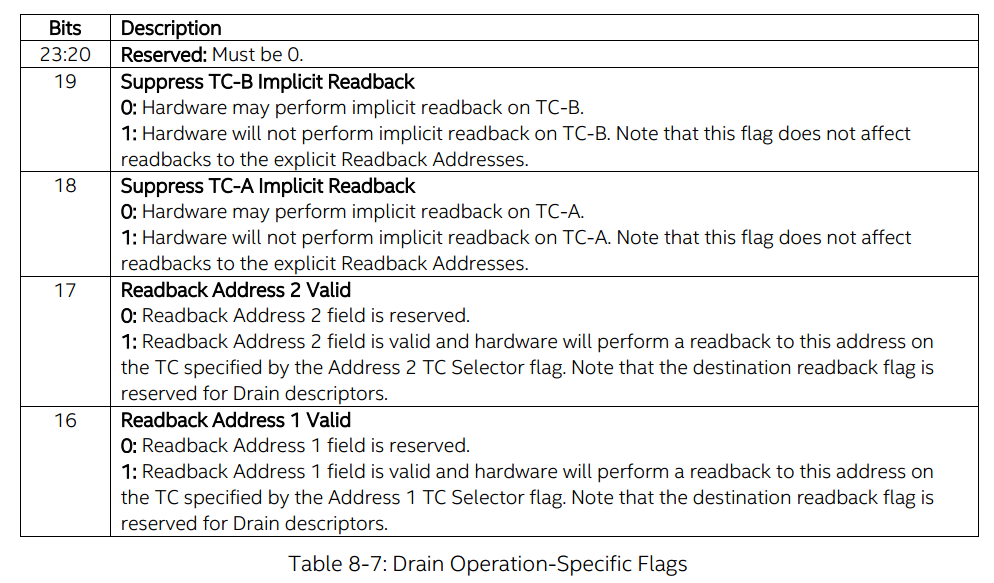 Bits Description
23:20 Reserved: Must be 0.
19 Suppress TC-B Implicit Readback
0: Hardware may perform implicit readback on TC-B.
1: Hardware will not perform implicit readback on TC-B. Note that this flag does not affect
readbacks to the explicit Readback Addresses.
18 Suppress TC-A Implicit Readback
0: Hardware may perform implicit readback on TC-A.
1: Hardware will not perform implicit readback on TC-A. Note that this flag does not affect
readbacks to the explicit Readback Addresses.
17 Readback Address 2 Valid
0: Readback Address 2 field is reserved.
1: Readback Address 2 field is valid and hardware will perform a readback to this address on
the TC specified by the Address 2 TC Selector flag. Note that the destination readback flag is
reserved for Drain descriptors.
16 Readback Address 1 Valid
0: Readback Address 1 field is reserved.
1: Readback Address 1 field is valid and hardware will perform a readback to this address on
the TC specified by the Address 1 TC Selector flag. Note that the destination readback flag is
reserved for Drain descriptors.
Table 8-7: Drain Operation-Specific Flags